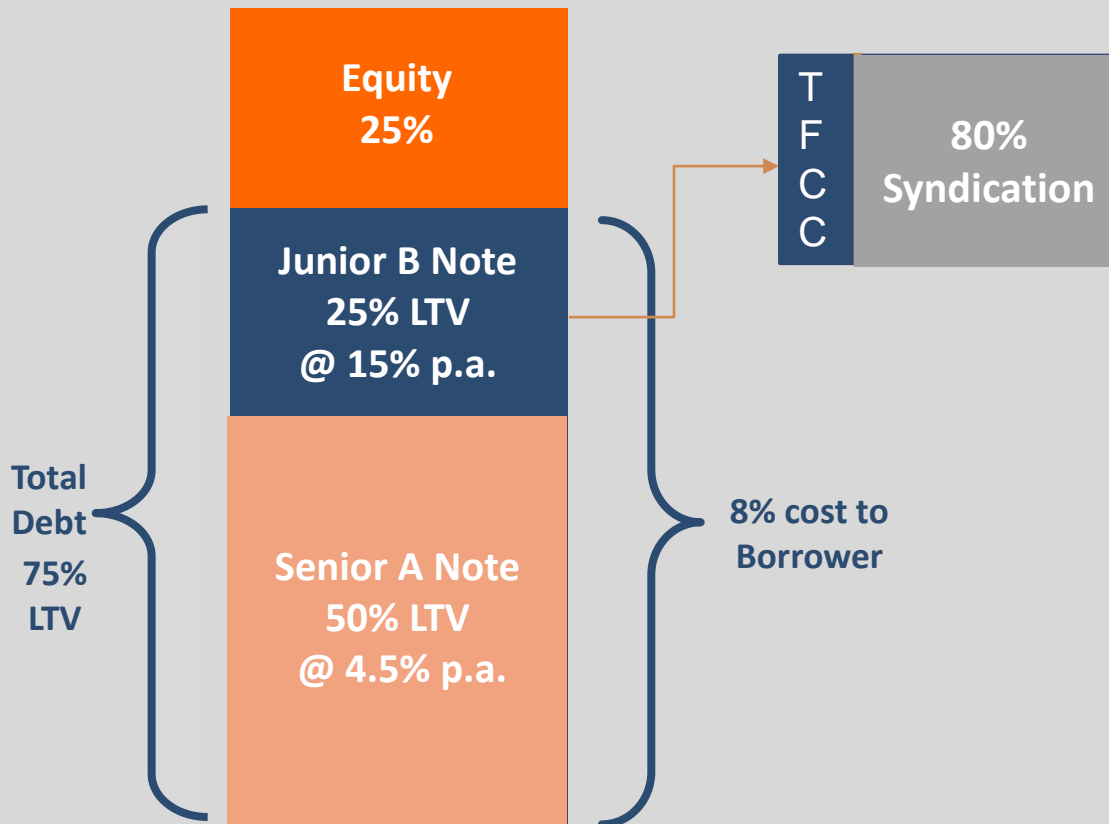 Equity
25%
Junior B Note
25% LTV
@ 15% p.a.
Senior A Note
50% LTV
@ 4.5% p.a.
Total
Debt
75%
LTV
8% cost to
Borrower
T
F
C
C
80%
Syndication